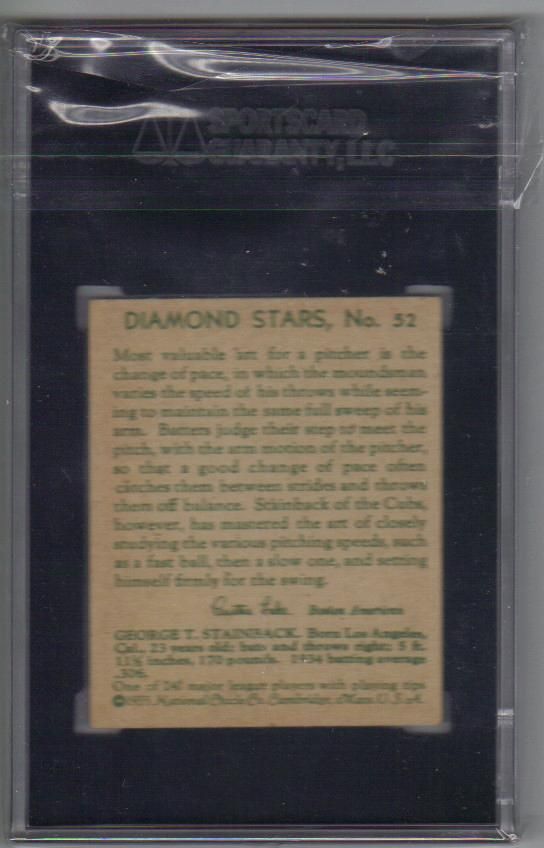 SPORTSCARD
GUARANTY, LLC
DIAMOND STARS, No. 52
Most valuable art for a pitcher is the
change of pace, in which the moundsman
varies the speed of his throws while seem-
ing to maintain the same full sweep of his
arm. Batters judge their step to meet the
pitch, with the arm motion of the pitcher,
so that a good change of pace often
catches them between strides and throws
them off balance. Stainback of the Cubs,
however, has mastered the art of closely
studying the various pitching speeds, such
as a fast ball, then a slow one, and setting
himself firmly for the swing.
Boston Americans
GEORGE T. STAINBACK. Born Los Angeles,
Cal., 23 years old; bats and throws right; 5 ft.
11½ inches, 170 pounds. 1934 batting average
.306.
One of 240 major league players with playing tips
©1935, National Chicle Co., Cambridge, Mass. U.S.A.